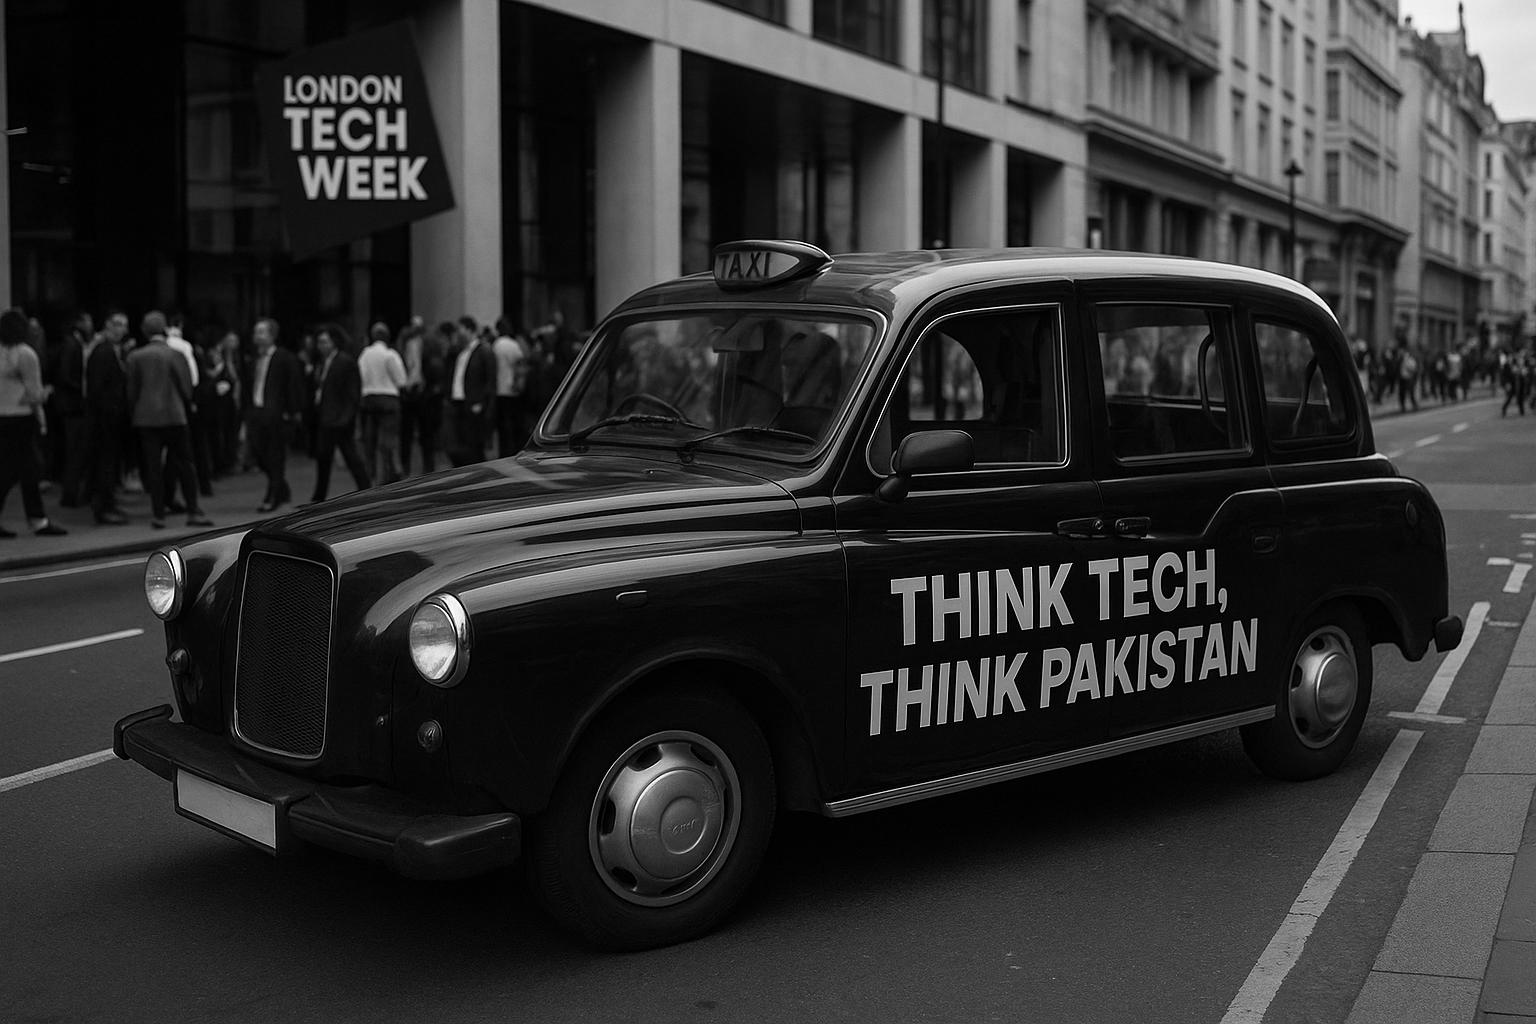 LONDON
TECH
WEEK
TAXI
THINK TECH,
THINK PAKISTAN